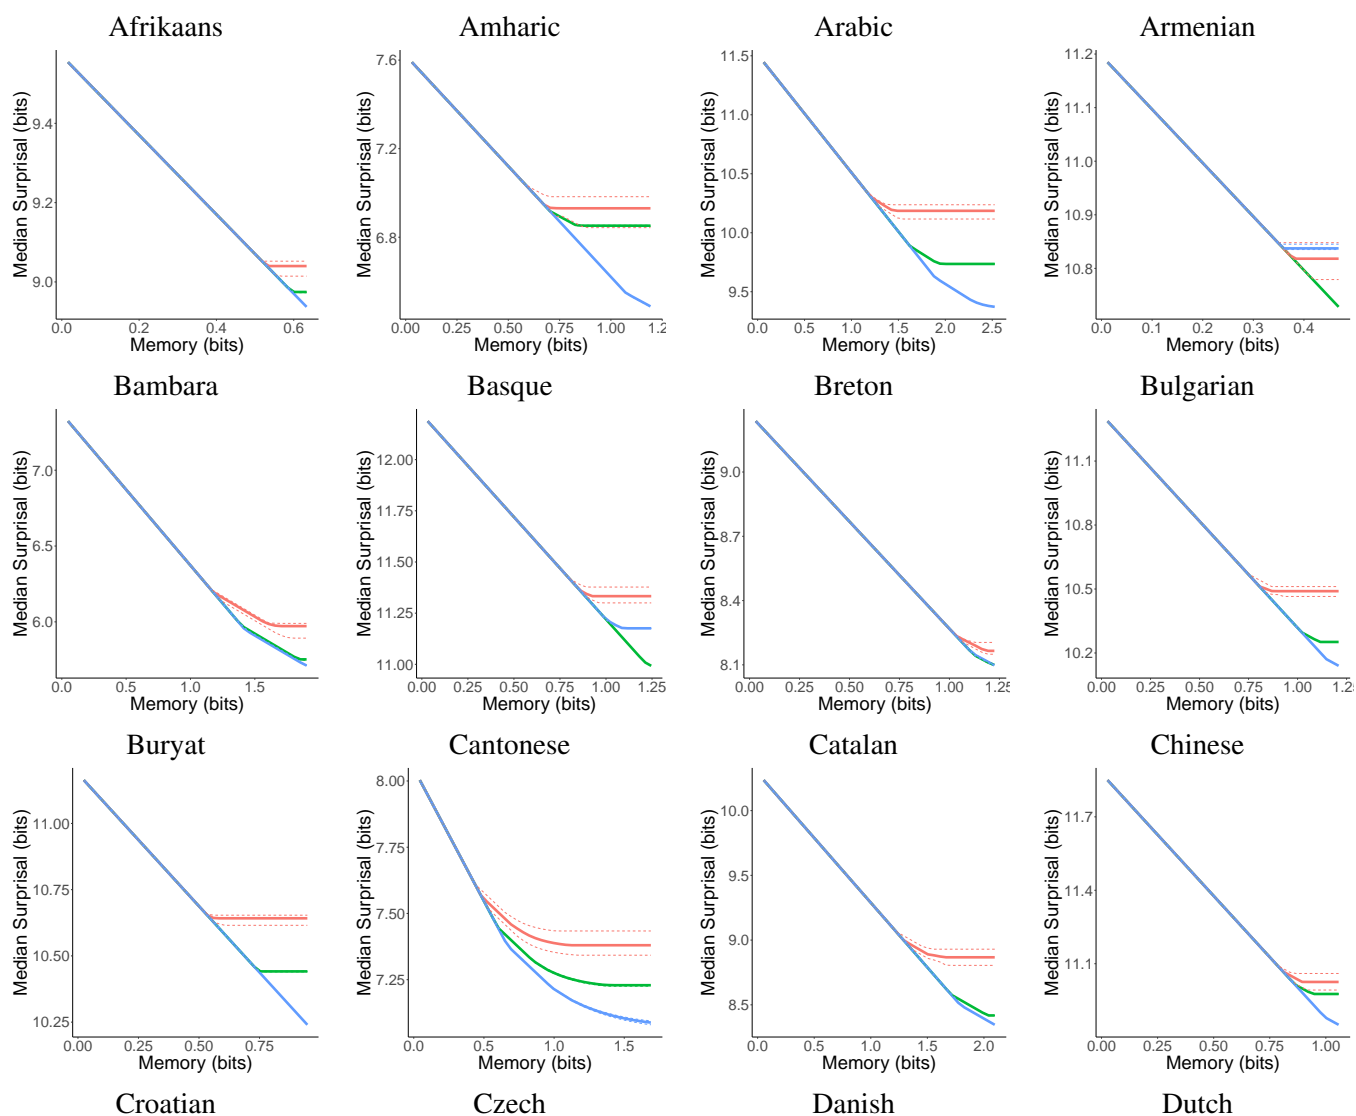 Afrikaans Amharic Arabic Armenian
Median Surprisal (bits)
9.4
9.2
9.0
0.0 0.2 0.4 0.6
Memory (bits)
Median Surprisal (bits)
7.6
7.2
6.8
0.00 0.25 0.50 0.75 1.00 1.2
Memory (bits)
Median Surprisal (bits)
11.5
11.0
10.5
10.0
9.5
0.0 0.5 1.0 1.5 2.0 2.5
Memory (bits)
Median Surprisal (bits)
11.2
11.1
11.0
10.9
10.8
0.0 0.1 0.2 0.3 0.4
Memory (bits)
Bambara Basque Breton Bulgarian
Median Surprisal (bits)
7.0
6.5
6.0
0.0 0.5 1.0 1.5
Memory (bits)
Median Surprisal (bits)
12.00
11.75
11.50
11.25
11.00
0.00 0.25 0.50 0.75 1.00 1.25
Memory (bits)
Median Surprisal (bits)
9.0
8.7
8.4
8.1
0.00 0.25 0.50 0.75 1.00 1.25
Memory (bits)
Median Surprisal (bits)
11.1
10.8
10.5
10.2
0.00 0.25 0.50 0.75 1.00 1.25
Memory (bits)
Buryat Cantonese Catalan Chinese
Median Surprisal (bits)
11.00
10.75
10.50
10.25
0.00 0.25 0.50 0.75
Memory (bits)
Median Surprisal (bits)
8.00
7.75
7.50
7.25
0.0 0.5 1.0 1.5
Memory (bits)
Median Surprisal (bits)
10.0
9.5
9.0
8.5
0.0 0.5 1.0 1.5 2.0
Memory (bits)
Median Surprisal (bits)
11.7
11.4
11.1
0.00 0.25 0.50 0.75 1.00
Memory (bits)
Croatian Czech Danish Dutch